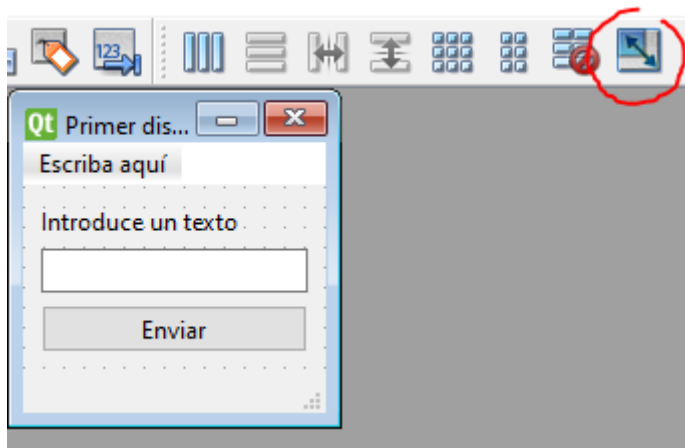 123
Qt Primer dis...
Escriba aquí
Introduce un texto
Enviar